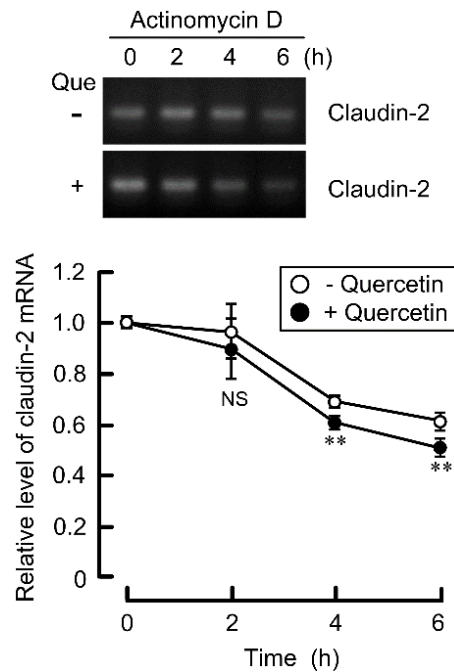 Actinomycin D
0 2 4 6 (h)
Que
- Claudin-2
+ Claudin-2
Relative level of claudin-2 mRNA
1.2
1.0
0.8
0.6
0.4
0.2
0
- Quercetin
+ Quercetin
NS
**
**
0 2 4 6
Time (h)